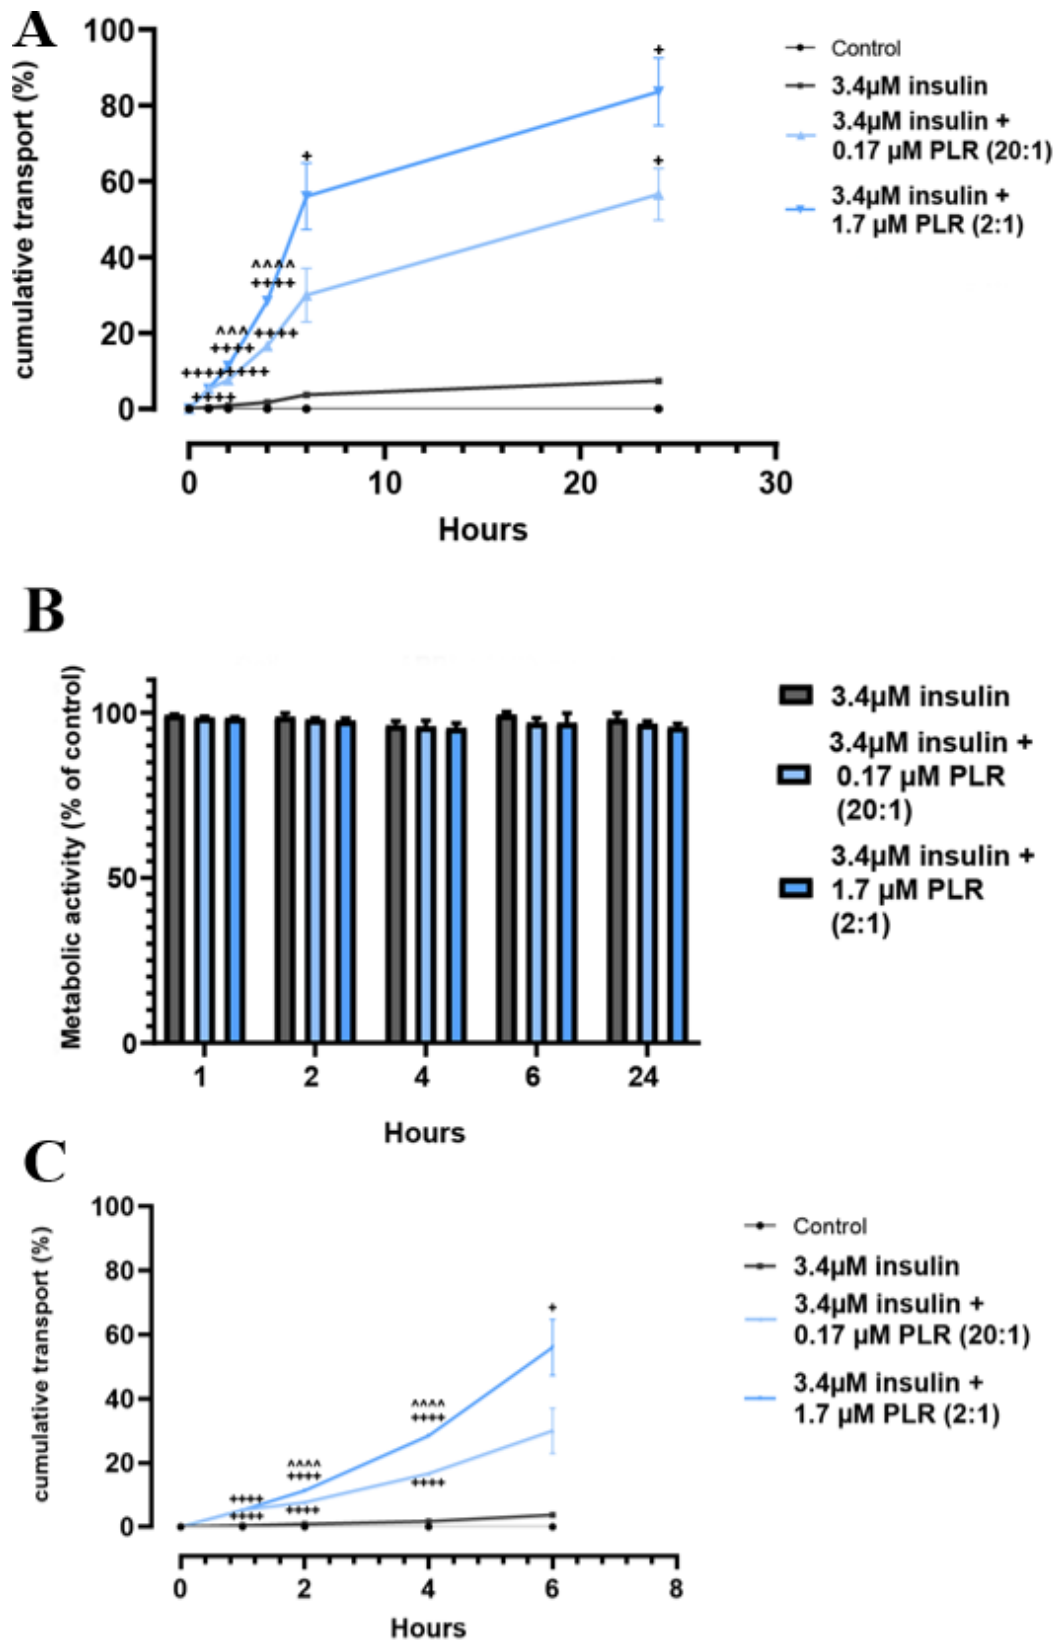 A
100
80
60
40
20
0
cumulative transport (%)
+
+
+
^^^^
++++
^^^
++++
++++
++++
++++
++++
0
10
20
30
Hours
Control
3.4µM insulin
3.4µM insulin +
0.17 µM PLR (20:1)
3.4µM insulin +
1.7 µM PLR (2:1)
B
100
50
0
Metabolic activity (% of control)
1
2
4
6
24
Hours
3.4µM insulin
3.4µM insulin +
0.17 µM PLR
(20:1)
3.4µM insulin +
1.7 µM PLR
(2:1)
C
100
80
60
40
20
0
cumulative transport (%)
+
^^^^
++++
^^^^
++++
++++
++++
++++
++++
0
2
4
6
8
Hours
Control
3.4µM insulin
3.4µM insulin +
0.17 µM PLR (20:1)
3.4µM insulin +
1.7 µM PLR (2:1)